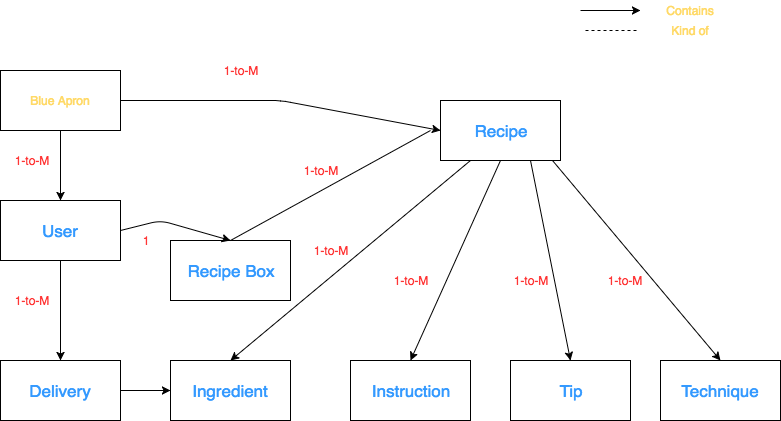 Contains
Kind of
1-to-M
Blue Apron
Recipe
1-to-M
1-to-M
User
1
Recipe Box
1-to-M
1-to-M
1-to-M
1-to-M
1-to-M
Delivery
Ingredient
Instruction
Tip
Technique